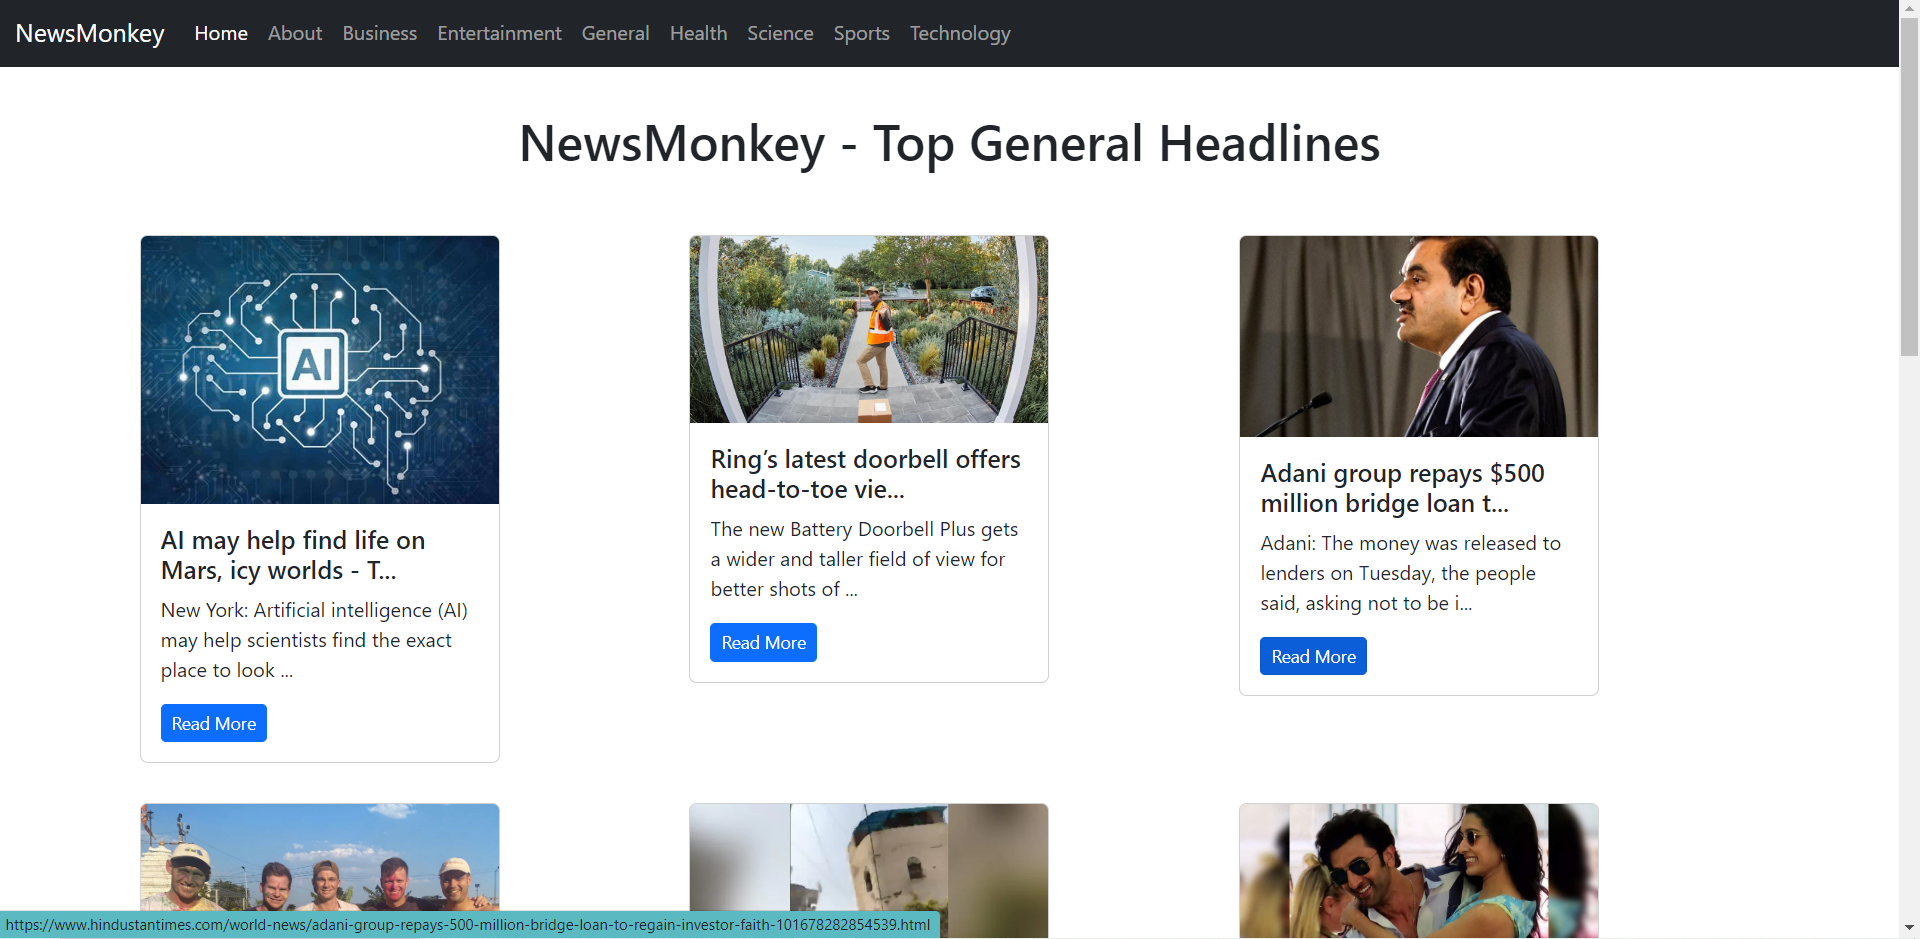 NewsMonkey Home About Business Entertainment General Health Science Sports Technology
NewsMonkey - Top General Headlines
AI
AI may help find life on
Mars, icy worlds - T...
New York: Artificial intelligence (AI)
may help scientists find the exact
place to look ...
Read More
Ring’s latest doorbell offers
head-to-toe vie...
The new Battery Doorbell Plus gets
a wider and taller field of view for
better shots of ...
Read More
Adani group repays $500
million bridge loan t...
Adani: The money was released to
lenders on Tuesday, the people
said, asking not to be i...
Read More
https://www.hindustantimes.com/world-news/adani-group-repays-500-million-bridge-loan-to-regain-investor-faith-101678282854539.html